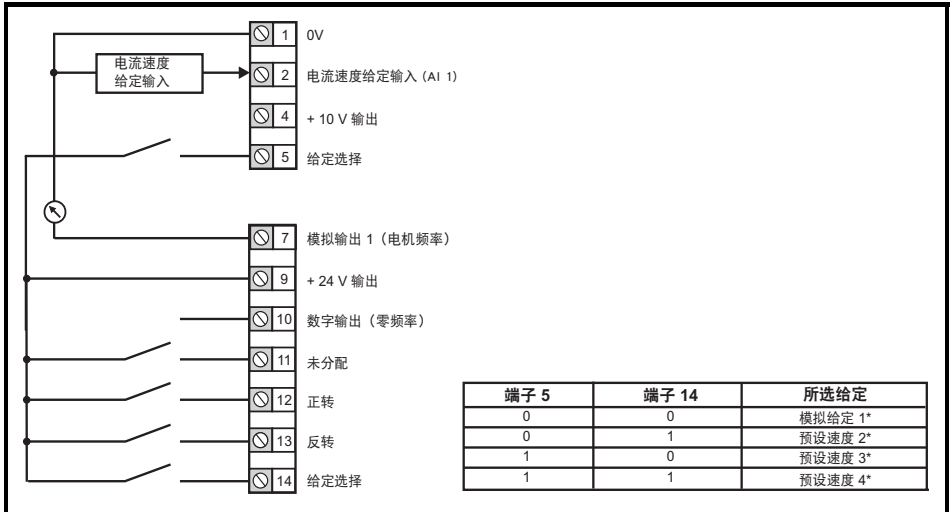 1 0V
电流速度
给定输入
2 电流速度给定输入 (AI 1)
4 + 10 V 输出
5 给定选择
7 模拟输出 1（电机频率）
9 + 24 V 输出
10 数字输出（零频率）
11 未分配
12 正转
13 反转
14 给定选择
端子 5 端子 14 所选给定
0 0 模拟给定 1*
0 1 预设速度 2*
1 0 预设速度 3*
1 1 预设速度 4*